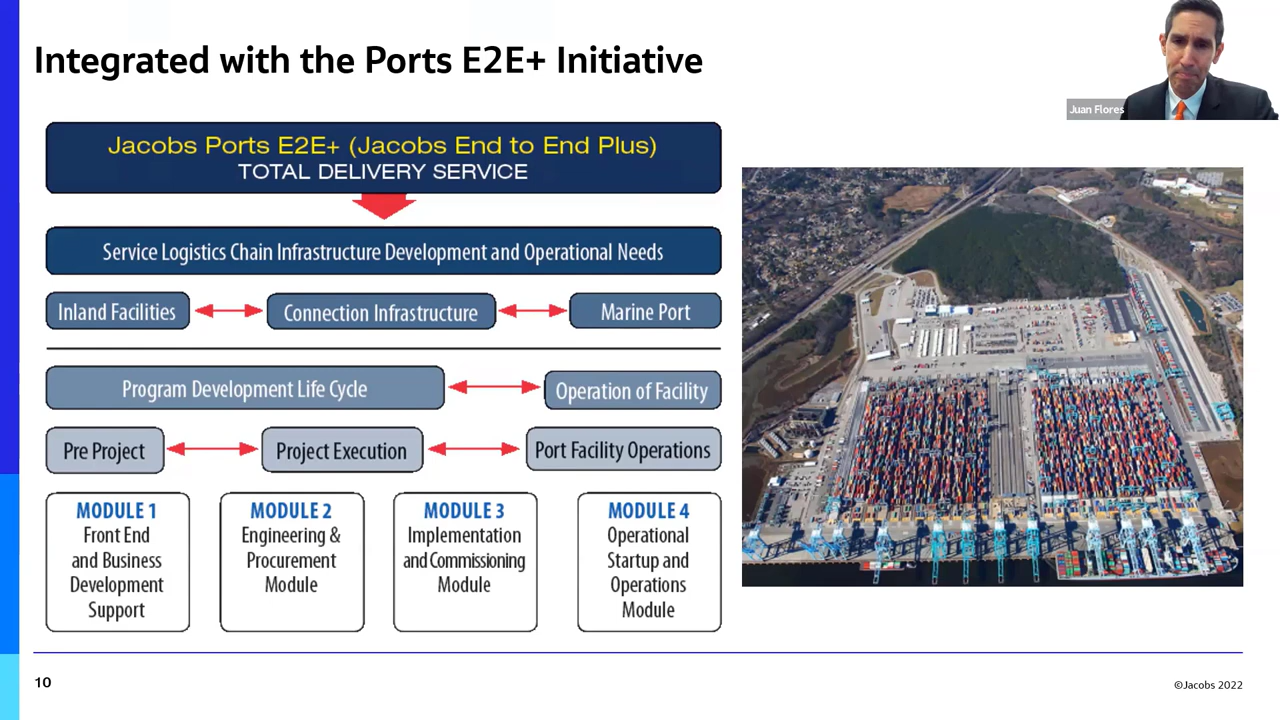 Integrated with the Ports E2E+ Initiative
Juan Flores
Jacobs Ports E2E+ (Jacobs End to End Plus)
TOTAL DELIVERY SERVICE
Service Logistics Chain Infrastructure Development and Operational Needs
Inland Facilities
Connection Infrastructure
Marine Port
Program Development Life Cycle
Operation of Facility
Pre Project
Project Execution
Port Facility Operations
MODULE 1
Front End
and Business
Development
Support
MODULE 2
Engineering &
Procurement
Module
MODULE 3
Implementation
and Commissioning
Module
MODULE 4
Operational
Startup and
Operations
Module
10
©Jacobs 2022